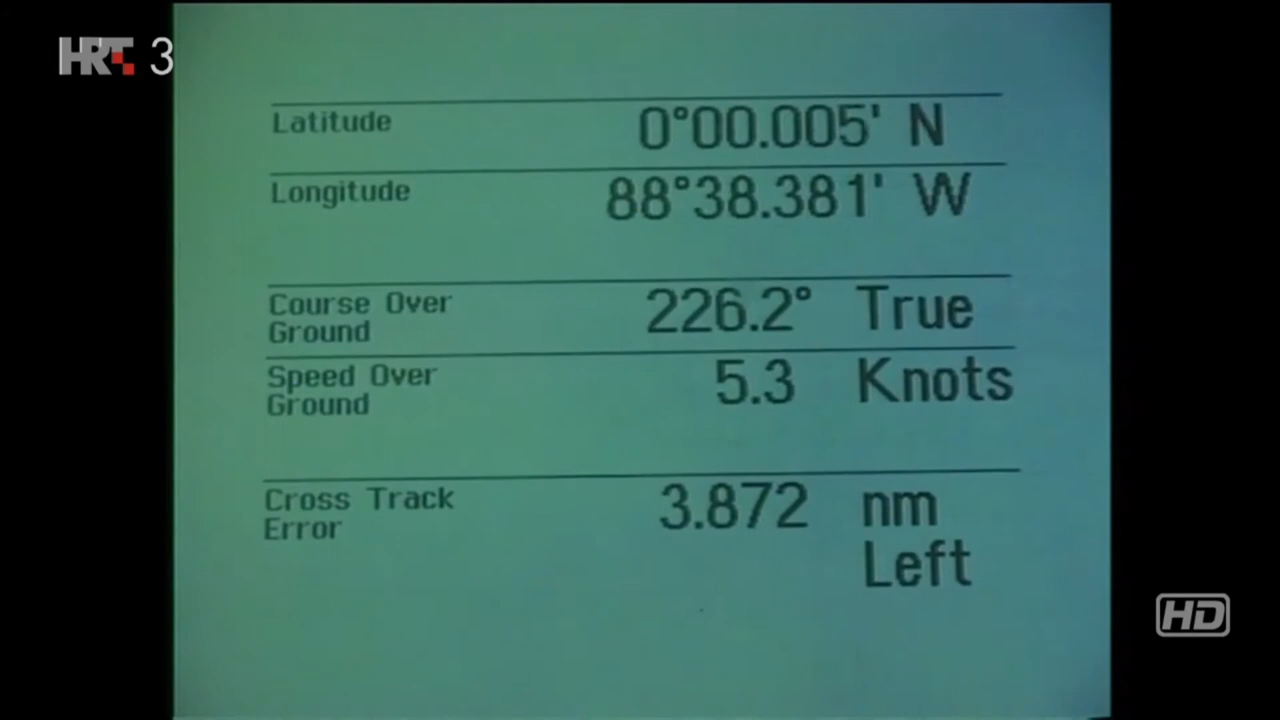 HRT 3
Latitude 0°00.005' N
Longitude 88°38.381' W
Course Over 226.2° True
Ground
Speed Over 5.3 Knots
Ground
Cross Track 3.872 nm
Error Left
HD